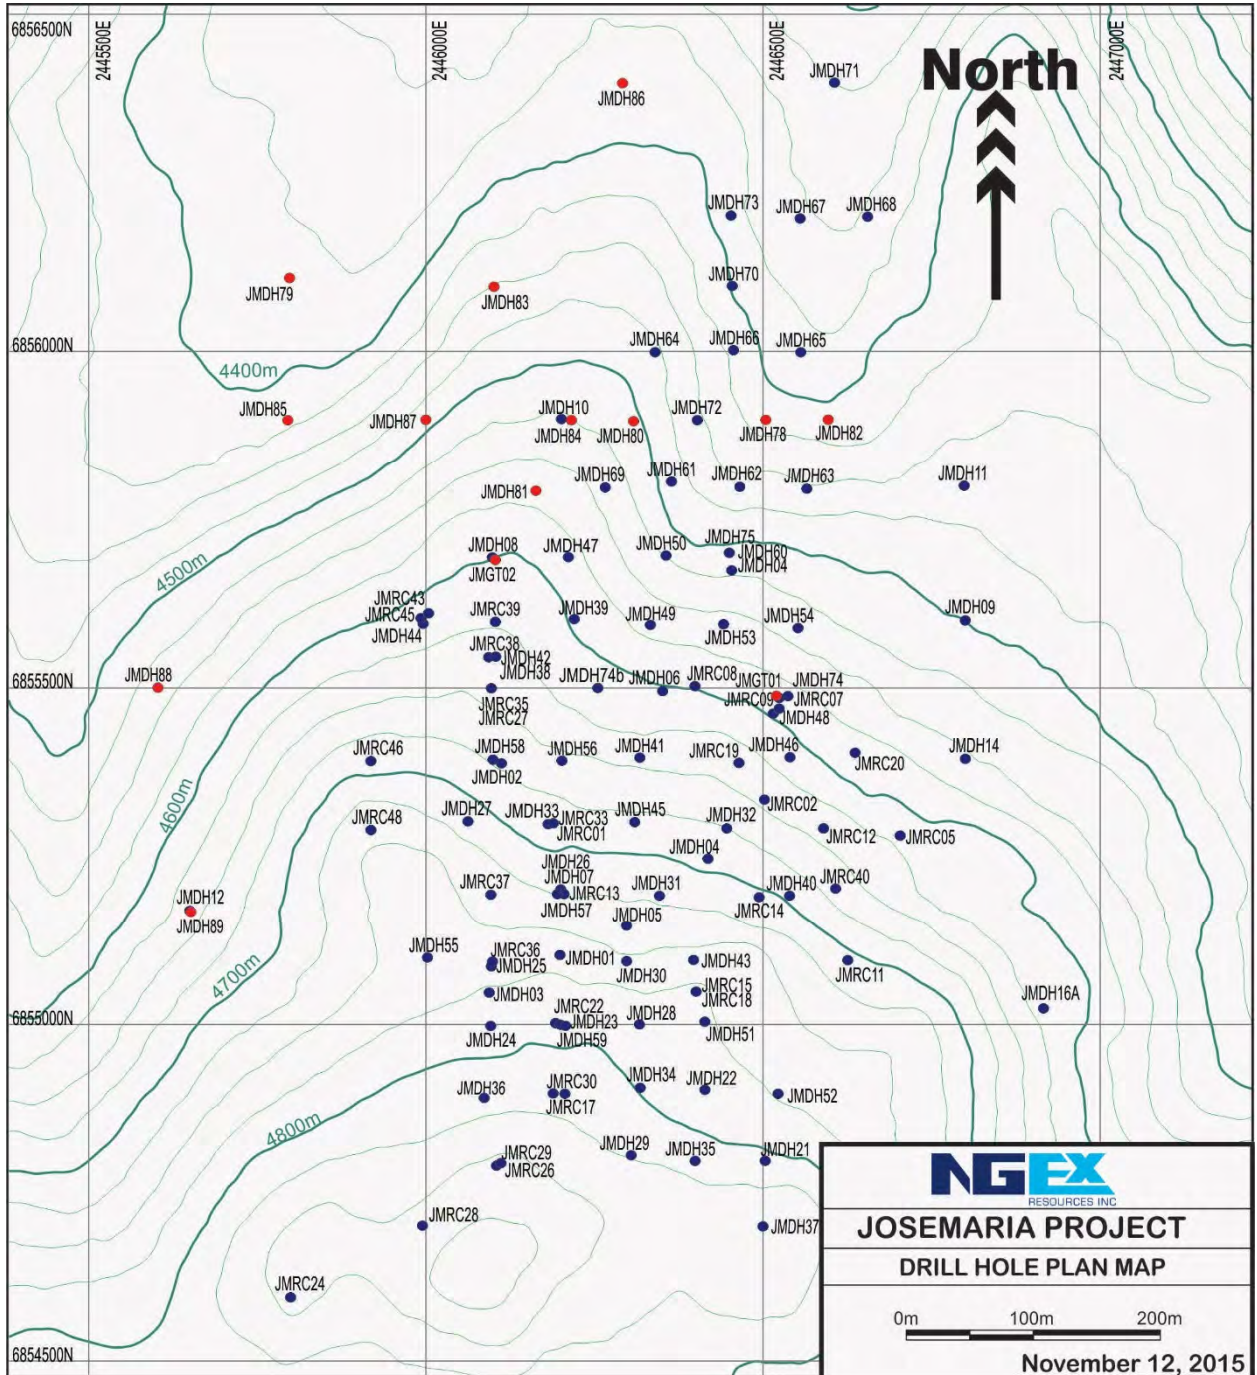 6856500N
2445500E
2446000E
2446500E
2447000E
North
JMDH71
JMDH86
JMDH73
JMDH67
JMDH68
JMDH79
JMDH83
JMDH70
JMDH64
JMDH66
JMDH65
6856000N
4400m
JMDH85
JMDH87
JMDH10
JMDH84
JMDH80
JMDH72
JMDH78
JMDH82
JMDH69
JMDH61
JMDH62
JMDH63
JMDH11
JMDH81
4500m
JMDH08
JMGT02
JMDH47
JMDH50
JMDH75
JMDH60
JMDH04
JMRC43
JMRC45
JMDH44
JMRC39
JMDH39
JMDH49
JMDH53
JMDH54
JMDH09
JMRC38
JMDH42
JMDH38
6855500N
JMDH88
JMDH74b
JMDH06
JMRC08
JMGT01
JMDH74
JMRC09
JMRC07
JMDH48
JMRC35
JMRC27
JMRC46
JMDH58
JMDH02
JMDH56
JMDH41
JMRC19
JMDH46
JMRC20
JMDH14
4600m
JMRC48
JMDH27
JMDH33
JMRC33
JMRC01
JMDH45
JMDH32
JMRC02
JMRC12
JMRC05
JMDH04
JMDH26
JMDH07
JMRC13
JMDH57
JMRC37
JMDH31
JMRC14
JMDH40
JMRC40
JMDH12
JMDH89
JMDH05
4700m
JMDH55
JMRC36
JMDH25
JMDH01
JMDH30
JMDH43
JMRC11
JMDH03
JMRC15
JMRC18
JMDH16A
6855000N
JMDH24
JMRC22
JMDH23
JMDH59
JMDH28
JMDH51
4800m
JMDH36
JMRC30
JMRC17
JMDH34
JMDH22
JMDH52
JMRC29
JMRC26
JMDH29
JMDH35
JMDH21
JMRC28
JMDH37
JMRC24
6854500N
NGEX
RESOURCES INC
JOSEMARIA PROJECT
DRILL HOLE PLAN MAP
0m 100m 200m
November 12, 2015